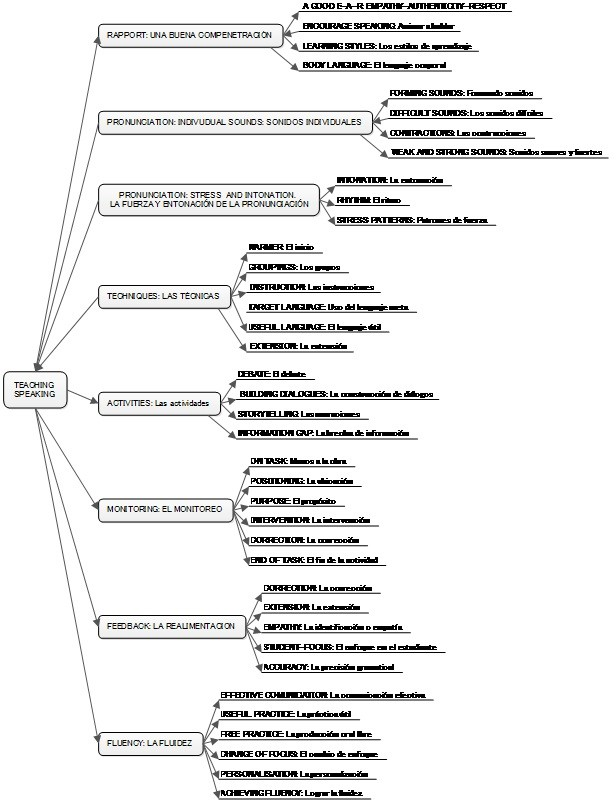 A GOOD E-A-R: EMPATHY-AUTHENTICITY-RESPECT
RAPPORT: UNA BUENA COMPENETRACIÓN
ENCOURAGE SPEAKING: Animar a hablar
LEARNING STYLES: Los estilos de aprendizaje
BODY LANGUAGE: El lenguaje corporal
FORMING SOUNDS: Formando sonidos
PRONUNCIATION: INDIVUDUAL SOUNDS: SONIDOS INDIVIDUALES
DIFFICULT SOUNDS: Los sonidos difíciles
CONTRACTIONS: Las contracciones
WEAK AND STRONG SOUNDS: Sonidos suaves y fuertes
PRONUNCIATION: STRESS AND INTONATION.
LA FUERZA Y ENTONACIÓN DE LA PRONUNCIACIÓN
INTONATION: La entonación
RHYTHM: El ritmo
STRESS PATTERNS: Patrones de fuerza
TECHNIQUES: LAS TÉCNICAS
WARMER: El inicio
GROUPINGS: Los grupos
INSTRUCTION: Las instrucciones
TARGET LANGUAGE: Uso del lenguaje meta
USEFUL LANGUAGE: El lenguaje útil
EXTENSION: La extensión
TEACHING
SPEAKING
ACTIVITIES: Las actividades
DEBATE: El debate
BUILDING DIALOGUES: La construcción de diálogos
STORYTELLING: Las narraciones
INFORMATION GAP: La brecha de información
MONITORING: EL MONITOREO
ON TASK: Manos a la obra
POSITIONING: La ubicación
PURPOSE: El propósito
INTERVENTION: La intervención
CORRECTION: La corrección
END OF TASK: El fin de la actividad
FEEDBACK: LA REALIMENTACION
CORRECTION: La corrección
EXTENSION: La extensión
EMPATHY: La identificación o empatía
STUDENT-FOCUS: El enfoque en el estudiante
ACCURACY: La precisión gramatical
FLUENCY: LA FLUIDEZ
EFFECTIVE COMUNICATION: La comunicación efectiva
USEFUL PRACTICE: La práctica útil
FREE PRACTICE: La producción oral libre
CHANGE OF FOCUS: El cambio de enfoque
PERSONALISATION: La personalización
ACHIEVING FLUENCY: Lograr la fluidez